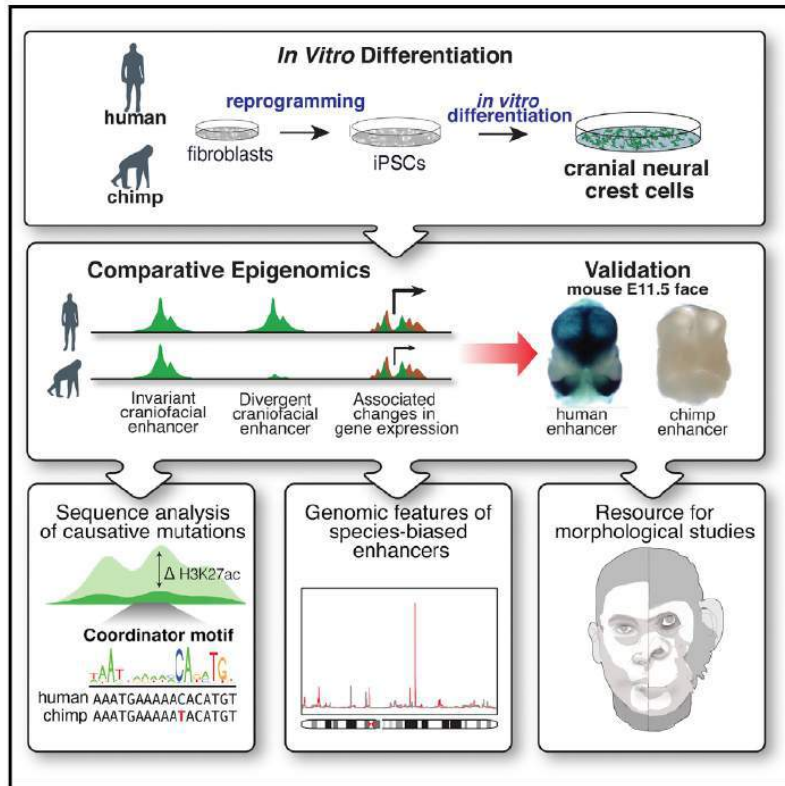 In Vitro Differentiation
human
chimp
fibroblasts
reprogramming
iPSCs
in vitro
differentiation
cranial neural
crest cells
Comparative Epigenomics
Invariant
craniofacial
enhancer
Divergent
craniofacial
enhancer
Associated
changes in
gene expression
Validation
mouse E11.5 face
human
enhancer
chimp
enhancer
Sequence analysis
of causative mutations
Δ H3K27ac
Coordinator motif
human AAATGAAAAACACATGT
chimp AAATGAAAAATACATGT
Genomic features of
species-biased
enhancers
Resource for
morphological studies